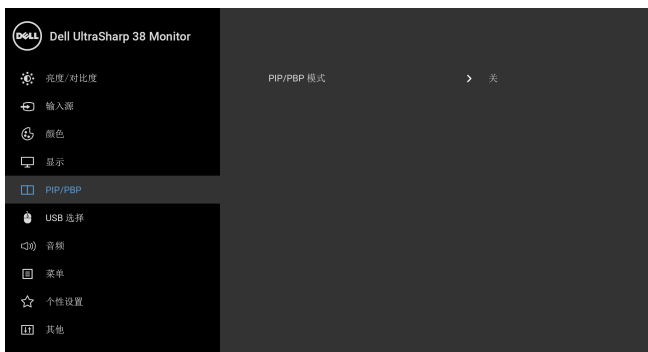 DELL Dell UltraSharp 38 Monitor
亮度/对比度
PIP/PBP 模式 关
输入源
颜色
显示
PIP/PBP
USB 选择
音频
菜单
个性设置
其他